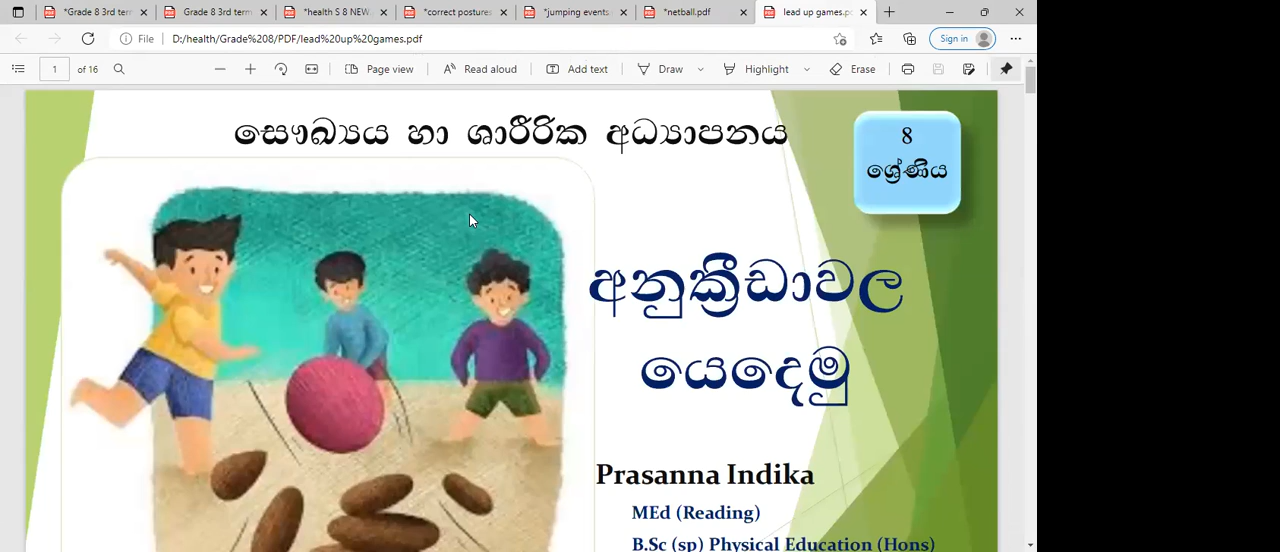 *Grade 8 3rd term
Grade 8 3rd term
*health S 8 NEW
*correct postures
*jumping events
*netball.pdf
lead up games.pd
File
D:/health/Grade%208/PDF/lead%20up%20games.pdf
Sign in
1
of 16
Page view
Read aloud
Add text
Draw
Highlight
Erase
සෞඛ්‍යය හා ශාරීරික අධ්‍යාපනය
8
ශ්‍රේණිය
අනුක්‍රීඩාවල
යෙදෙමු
Prasanna Indika
MEd (Reading)
B.Sc (sp) Physical Education (Hons)